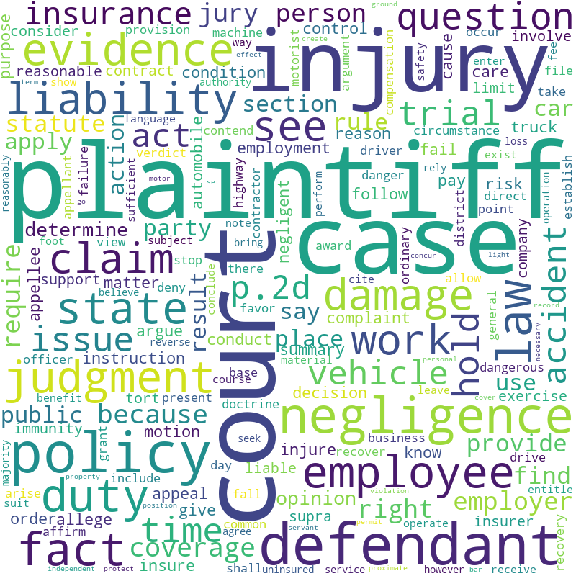 insurance jury person question
purpose consider provision machine way effect create ground
evidence reasonable contract condition control argument motorist compensation authority
injury involve occur cause safety care enter limit fee file take
liability section trial car
statute show language act see rule reason truck
apply action automobile employment fail circumstance loss
plaintiff
appellant contend failure verdict sufficient highway contractor driver danger rely exist establish
reasonably motor perform operation
determine party negligent follow pay risk direct
foot view note district point
case
require appellee claim support subject stop bring there award ordinary company
matter believe deny result conclude favor cite concur light general allow record
state p.2d damage law accident
issue argue say place complaint hold
officer instruction conduct summary work
benefit tort present base material vehicle decision leave dangerous use exercise necessary
judgment course doctrine personal
public because immunity motion grant seek injure liable recover business know drive cover entitle
majority
policy negligence provide
arise property include day fall opinion right employer find
suit position appeal common supra operate insurer recovery
order allege affirm give agree violation
duty time employee
fact coverage shall servant however bar receive
insure uninsured service
independent protect
court defendant